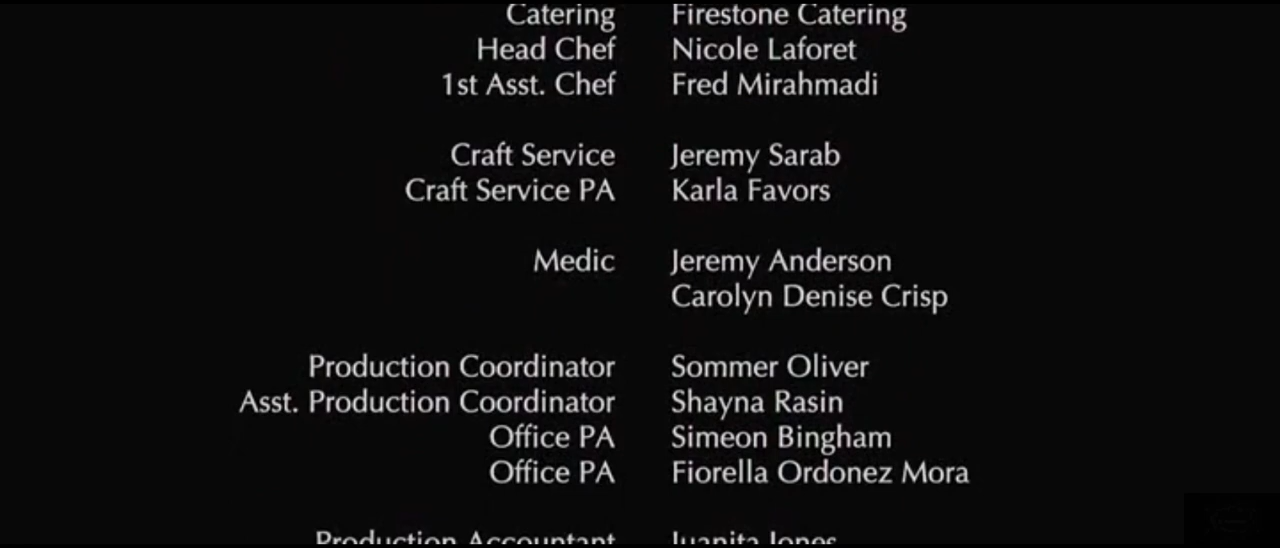 Catering Firestone Catering
Head Chef Nicole Laforet
1st Asst. Chef Fred Mirahmadi
Craft Service Jeremy Sarab
Craft Service PA Karla Favors
Medic Jeremy Anderson
Carolyn Denise Crisp
Production Coordinator Sommer Oliver
Asst. Production Coordinator Shayna Rasin
Office PA Simeon Bingham
Office PA Fiorella Ordonez Mora
Production Accountant Juanita Jones